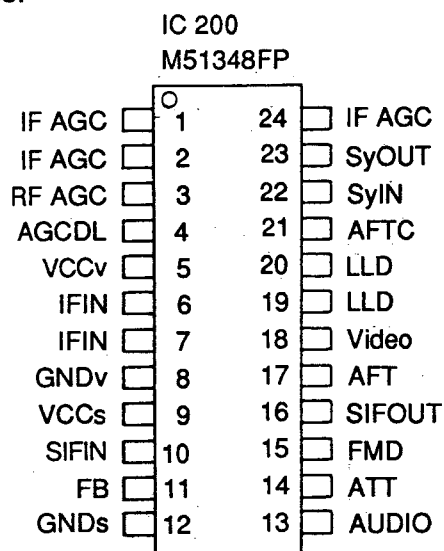 IC 200
M51348FP
IF AGC 1 24 IF AGC
IF AGC 2 23 SyOUT
RF AGC 3 22 SyIN
AGCDL 4 21 AFTC
VCCv 5 20 LLD
IFIN 6 19 LLD
IFIN 7 18 Video
GNDv 8 17 AFT
VCCs 9 16 SIFOUT
SIFIN 10 15 FMD
FB 11 14 ATT
GNDs 12 13 AUDIO